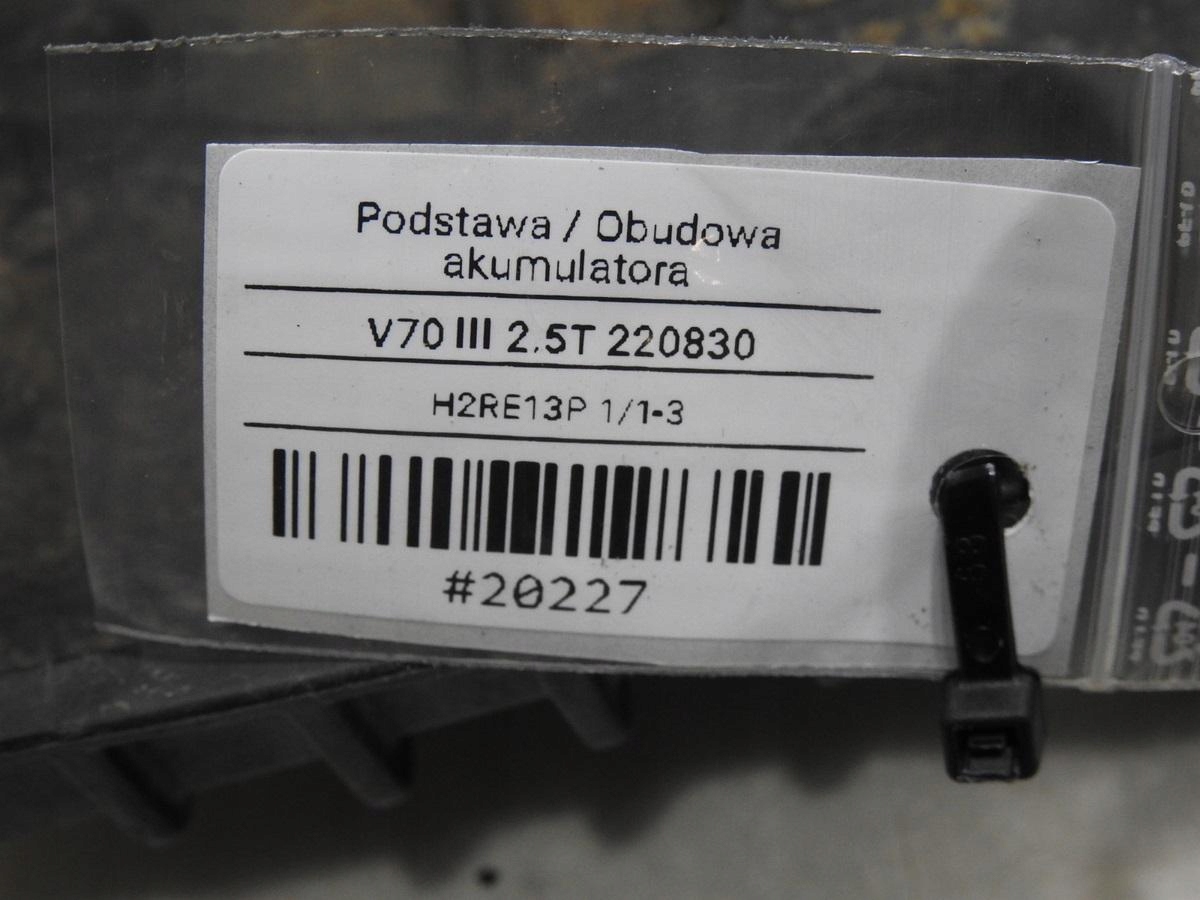 Podstawa / Obudowa
akumulatora
V70 III 2.5T 220830
H2RE13P 1/1-3
#20227